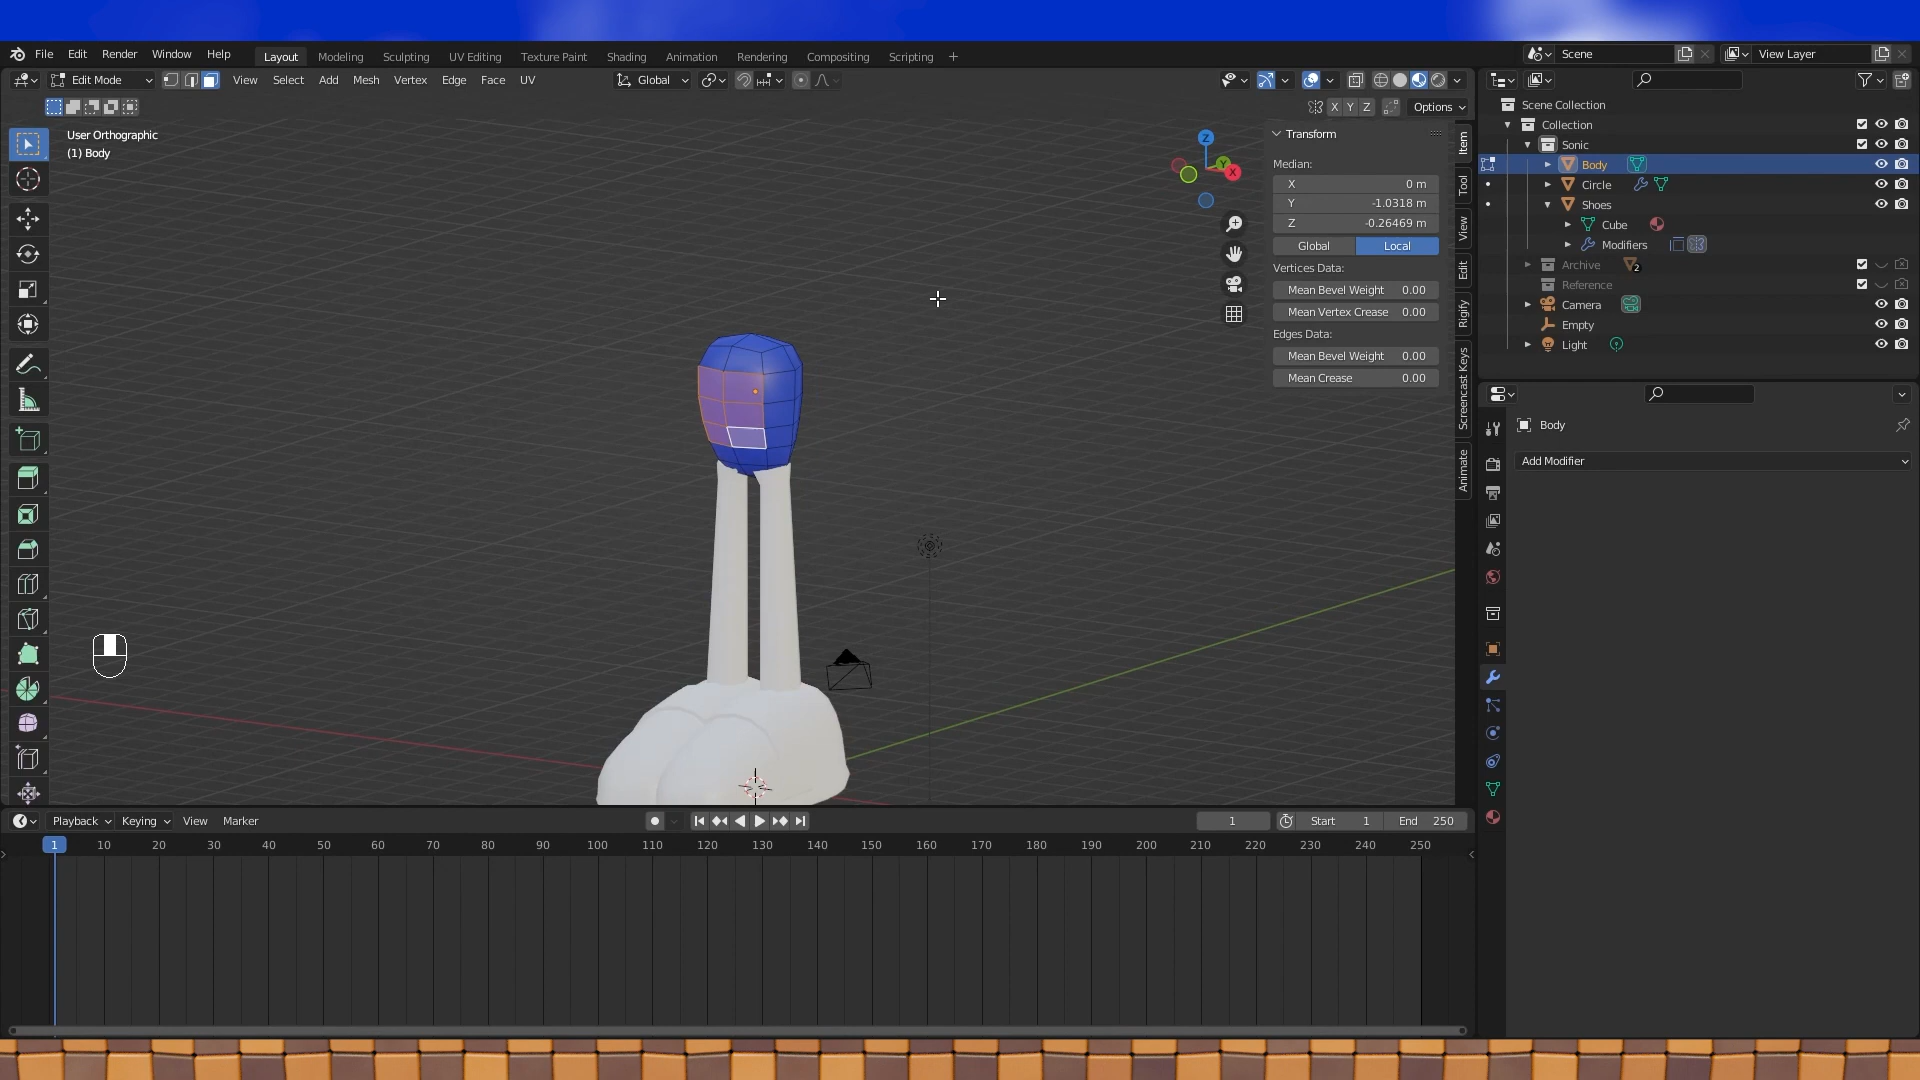 File Edit Render Window Help Layout Modeling Sculpting UV Editing Texture Paint Shading Animation Rendering Compositing Scripting + Scene View Layer
Edit Mode View Select Add Mesh Vertex Edge Face UV Global
X Y Z Options
User Orthographic
(1) Body
Z
Y
X
Transform
Median:
X 0 m
Y -1.0318 m
Z -0.26469 m
Global Local
Vertices Data:
Mean Bevel Weight 0.00
Mean Vertex Crease 0.00
Edges Data:
Mean Bevel Weight 0.00
Mean Crease 0.00
Item
Tool
View
Edit
Rigify
Screencast Keys
Animate
Scene Collection
Collection
Sonic
Body
Circle
Shoes
Cube
Modifiers
Archive 2
Reference
Camera
Empty
Light
Body
Add Modifier
Playback Keying View Marker 1 Start 1 End 250
1 10 20 30 40 50 60 70 80 90 100 110 120 130 140 150 160 170 180 190 200 210 220 230 240 250